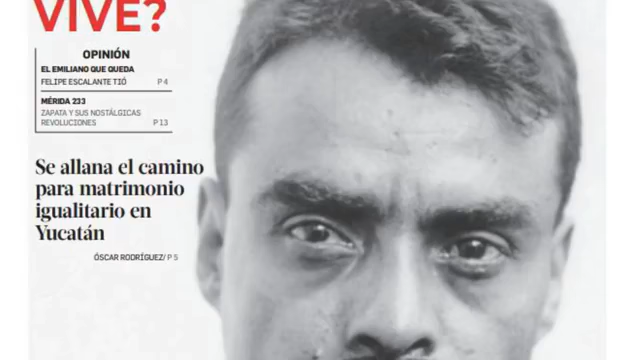 VIVE?
OPINIÓN
EL EMILIANO QUE QUEDA
FELIPE ESCALANTE TIÓ P 4
MÉRIDA 233
ZAPATA Y SUS NOSTÁLGICAS
REVOLUCIONES P 13
Se allana el camino
para matrimonio
igualitario en
Yucatán
ÓSCAR RODRÍGUEZ/ P 5